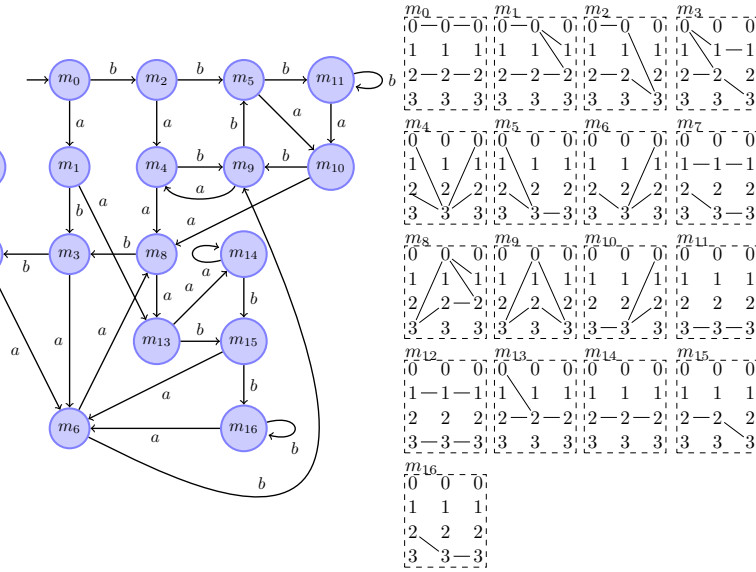 m0 m1 m2 m3
0 0 0 0 0 0 0 0 0 0 0 0
1 1 1 1 1 1 1 1 1 1 1 1
2 2 2 2 2 2 2 2 2 2 2 2
3 3 3 3 3 3 3 3 3 3 3 3
m4 m5 m6 m7
0 0 0 0 0 0 0 0 0 0 0 0
1 1 1 1 1 1 1 1 1 1 1 1
2 2 2 2 2 2 2 2 2 2 2 2
3 3 3 3 3 3 3 3 3 3 3 3
m8 m9 m10 m11
0 0 0 0 0 0 0 0 0 0 0 0
1 1 1 1 1 1 1 1 1 1 1 1
2 2 2 2 2 2 2 2 2 2 2 2
3 3 3 3 3 3 3 3 3 3 3 3
m12 m13 m14 m15
0 0 0 0 0 0 0 0 0 0 0 0
1 1 1 1 1 1 1 1 1 1 1 1
2 2 2 2 2 2 2 2 2 2 2 2
3 3 3 3 3 3 3 3 3 3 3 3
m16
0 0 0
1 1 1
2 2 2
3 3 3
m0 b m2 b m5 b m11 b
a a b a a
m1 m4 b m9 b m10
b a a a a
b m3 b m8 a m14
a a a a a b
m13 b m15
a b
m6 a m16 b
b